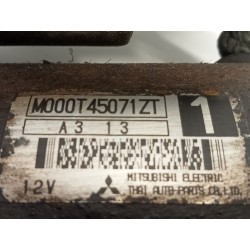 M000T45071ZT 1
A3 13
MITSUBISHI ELECTRIC
12V THAI AUTO-PARTS CO.,LTD.